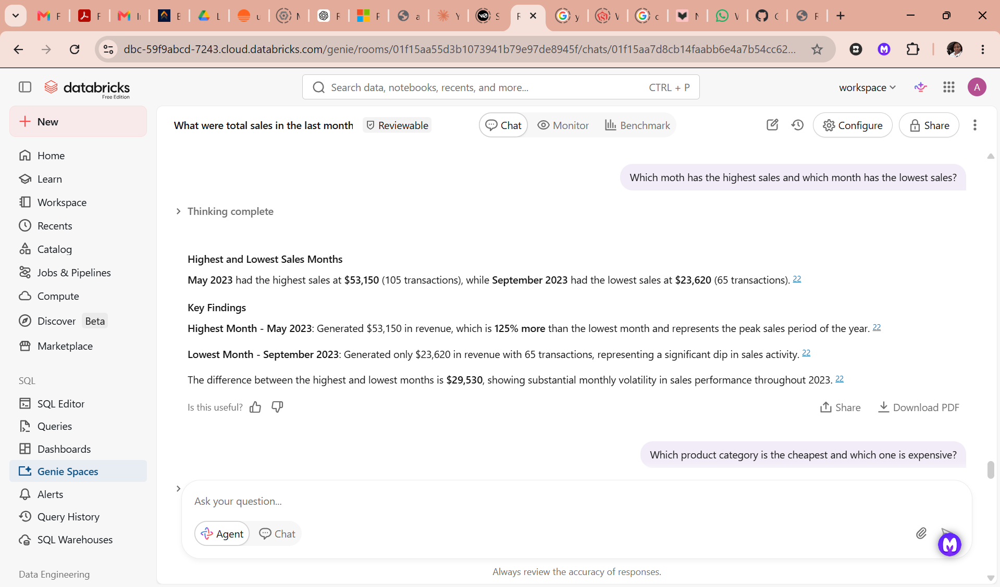 dbc-59f9abcd-7243.cloud.databricks.com/genie/rooms/01f15aa55d3b1073941b79e97de8945f/chats/01f15aa7d8cb14faabb6e4a7b54cc62...
databricks
Free Edition
Search data, notebooks, recents, and more...
CTRL + P
workspace
A
New
Home
Learn
Workspace
Recents
Catalog
Jobs & Pipelines
Compute
Discover Beta
Marketplace
SQL
SQL Editor
Queries
Dashboards
Genie Spaces
Alerts
Query History
SQL Warehouses
Data Engineering
What were total sales in the last month
Reviewable
Chat
Monitor
Benchmark
Configure
Share
Which moth has the highest sales and which month has the lowest sales?
Thinking complete
Highest and Lowest Sales Months
May 2023 had the highest sales at $53,150 (105 transactions), while September 2023 had the lowest sales at $23,620 (65 transactions). 22
Key Findings
Highest Month - May 2023: Generated $53,150 in revenue, which is 125% more than the lowest month and represents the peak sales period of the year. 22
Lowest Month - September 2023: Generated only $23,620 in revenue with 65 transactions, representing a significant dip in sales activity. 22
The difference between the highest and lowest months is $29,530, showing substantial monthly volatility in sales performance throughout 2023. 22
Is this useful?
Share
Download PDF
Which product category is the cheapest and which one is expensive?
Ask your question...
Agent
Chat
Always review the accuracy of responses.